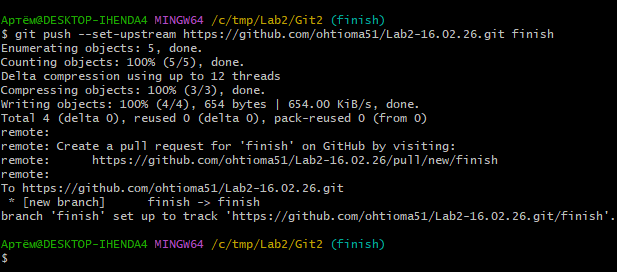 Артём@DESKTOP-IHENDA4 MINGW64 /c/tmp/Lab2/Git2 (finish)
$ git push --set-upstream https://github.com/ohtioma51/Lab2-16.02.26.git finish
Enumerating objects: 5, done.
Counting objects: 100% (5/5), done.
Delta compression using up to 12 threads
Compressing objects: 100% (3/3), done.
Writing objects: 100% (4/4), 654 bytes | 654.00 KiB/s, done.
Total 4 (delta 0), reused 0 (delta 0), pack-reused 0 (from 0)
remote:
remote: Create a pull request for 'finish' on GitHub by visiting:
remote:      https://github.com/ohtioma51/Lab2-16.02.26/pull/new/finish
remote:
To https://github.com/ohtioma51/Lab2-16.02.26.git
 * [new branch]      finish -> finish
branch 'finish' set up to track 'https://github.com/ohtioma51/Lab2-16.02.26.git/finish'.
Артём@DESKTOP-IHENDA4 MINGW64 /c/tmp/Lab2/Git2 (finish)
$